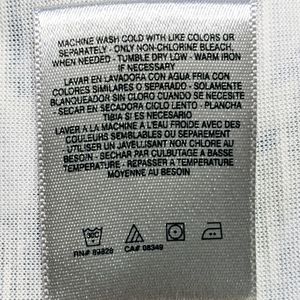 MACHINE WASH COLD WITH LIKE COLORS OR
SEPARATELY - ONLY NON-CHLORINE BLEACH,
WHEN NEEDED - TUMBLE DRY LOW - WARM IRON
IF NECESSARY
LAVAR EN LAVADORA CON AGUA FRIA CON
COLORES SIMILARES O SEPARADO - SOLAMENTE
BLANQUEADOR SIN CLORO CUANDO SE NECESITE
SECAR EN SECADORA CICLO LENTO - PLANCHA
TIBIA SI ES NECESARIO
LAVER A LA MACHINE A L'EAU FROIDE AVEC DES
COULEURS SEMBLABLES OU SEPAREMENT
UTILISER UN JAVELLISANT NON CHLORE AU
BESOIN - SECHER PAR CULBUTAGE A BASSE
TEMPERATURE - REPASSER A TEMPERATURE
MOYENNE AU BESOIN
30C
RN# 89829 CA# 08349